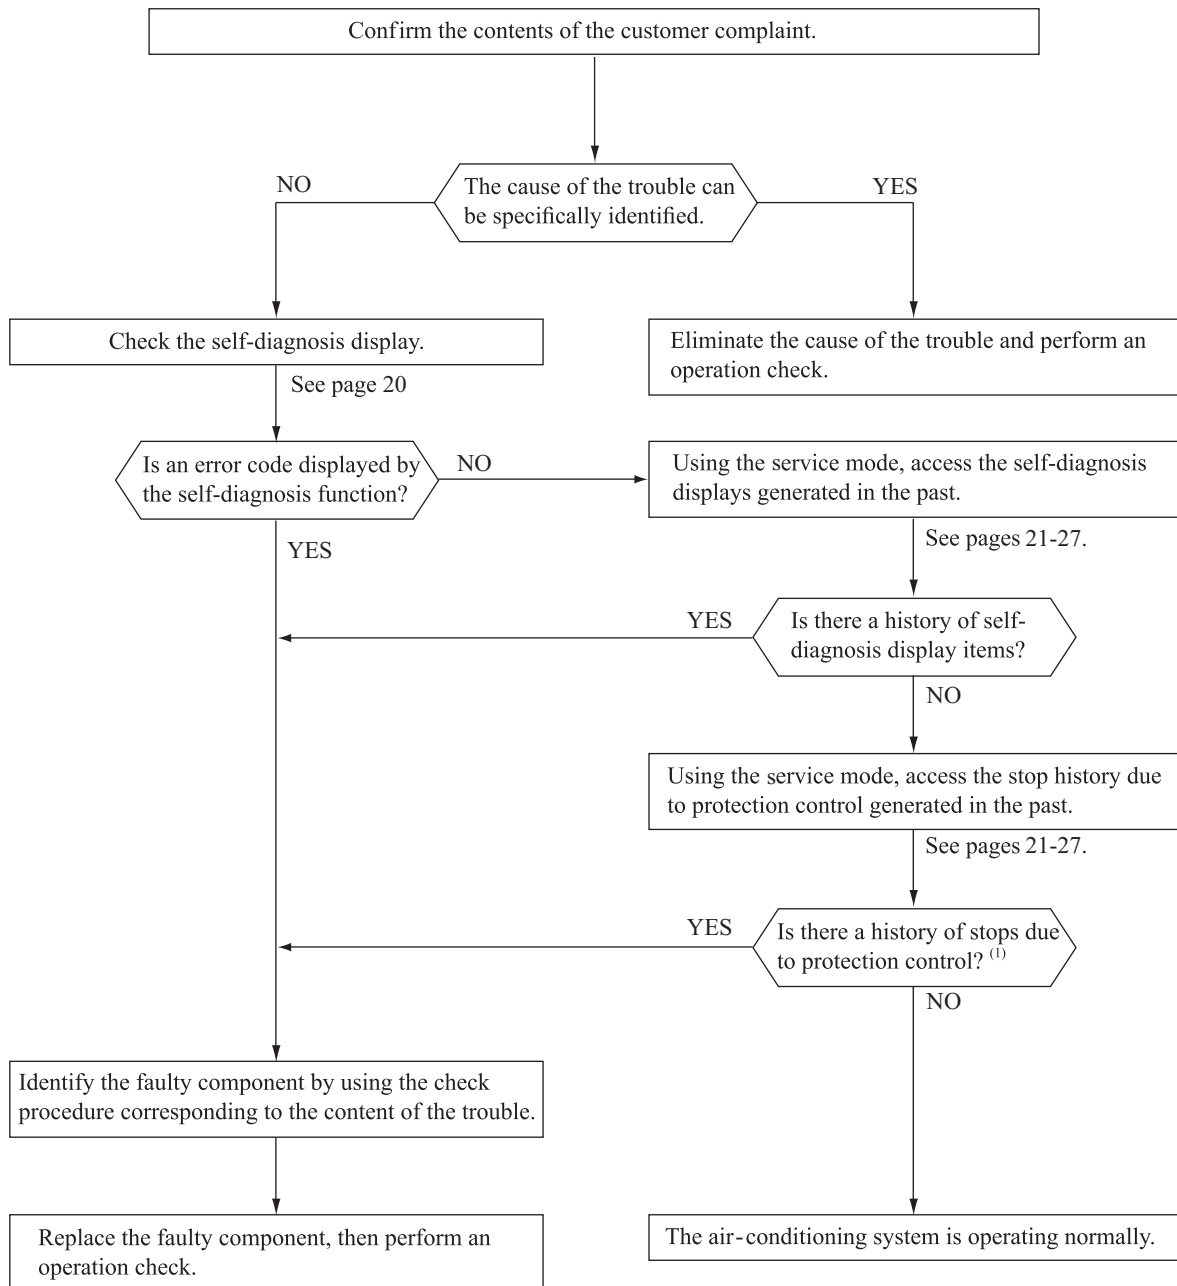 Confirm the contents of the customer complaint.
NO
The cause of the trouble can
be specifically identified.
YES
Check the self-diagnosis display.
See page 20
Eliminate the cause of the trouble and perform an
operation check.
Is an error code displayed by
the self-diagnosis function?
NO
YES
Using the service mode, access the self-diagnosis
displays generated in the past.
See pages 21-27.
YES
Is there a history of self-
diagnosis display items?
NO
Using the service mode, access the stop history due
to protection control generated in the past.
See pages 21-27.
YES
Is there a history of stops due
to protection control? (1)
NO
Identify the faulty component by using the check
procedure corresponding to the content of the trouble.
Replace the faulty component, then perform an
operation check.
The air-conditioning system is operating normally.